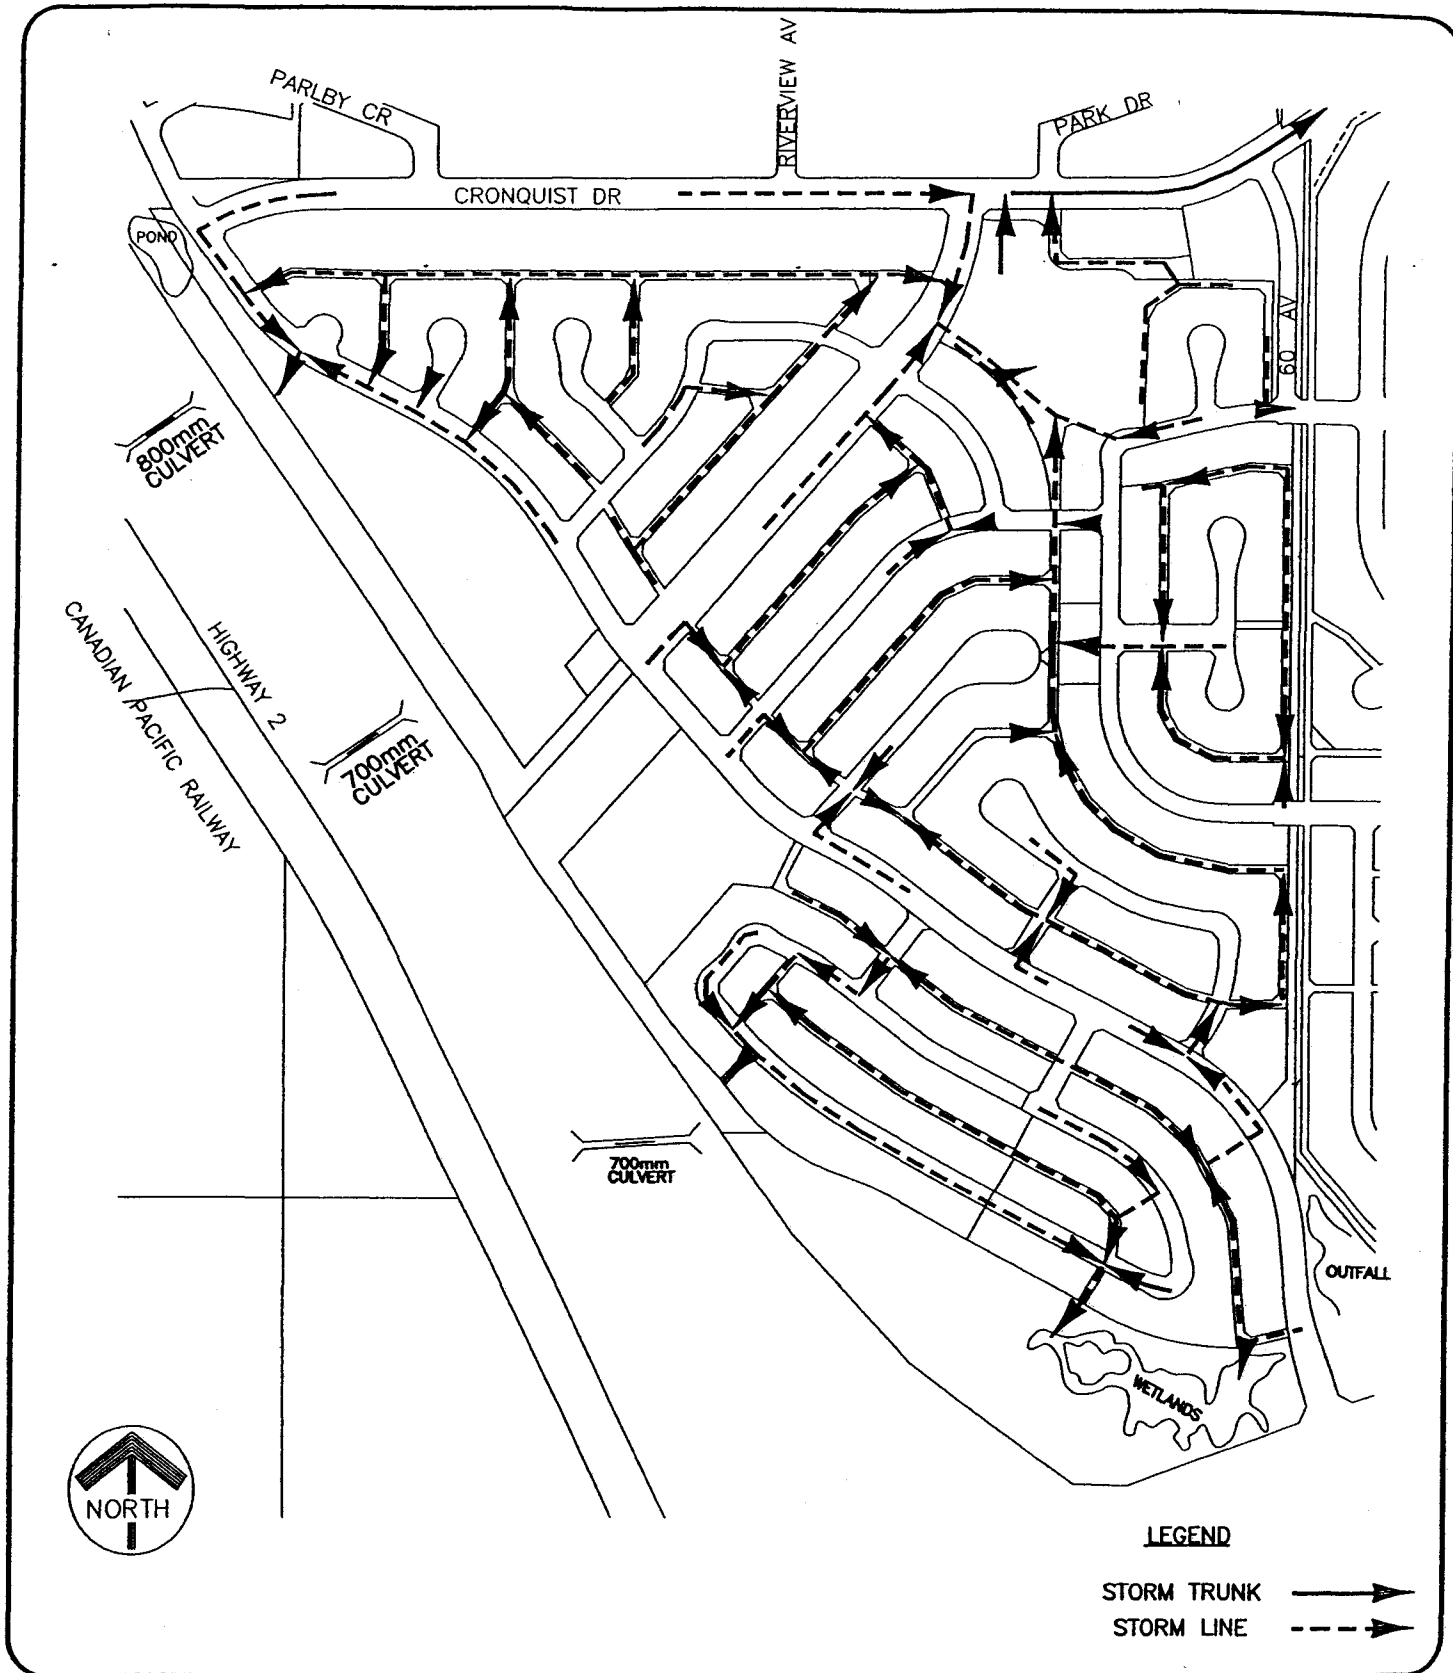 RIVERVIEW AV
PARLBY CR
PARK DR
CRONQUIST DR
POND
60 AV
800mm
CULVERT
HIGHWAY 2
CANADIAN PACIFIC RAILWAY
700mm
CULVERT
700mm
CULVERT
OUTFALL
WETLANDS
NORTH
LEGEND
STORM TRUNK
STORM LINE